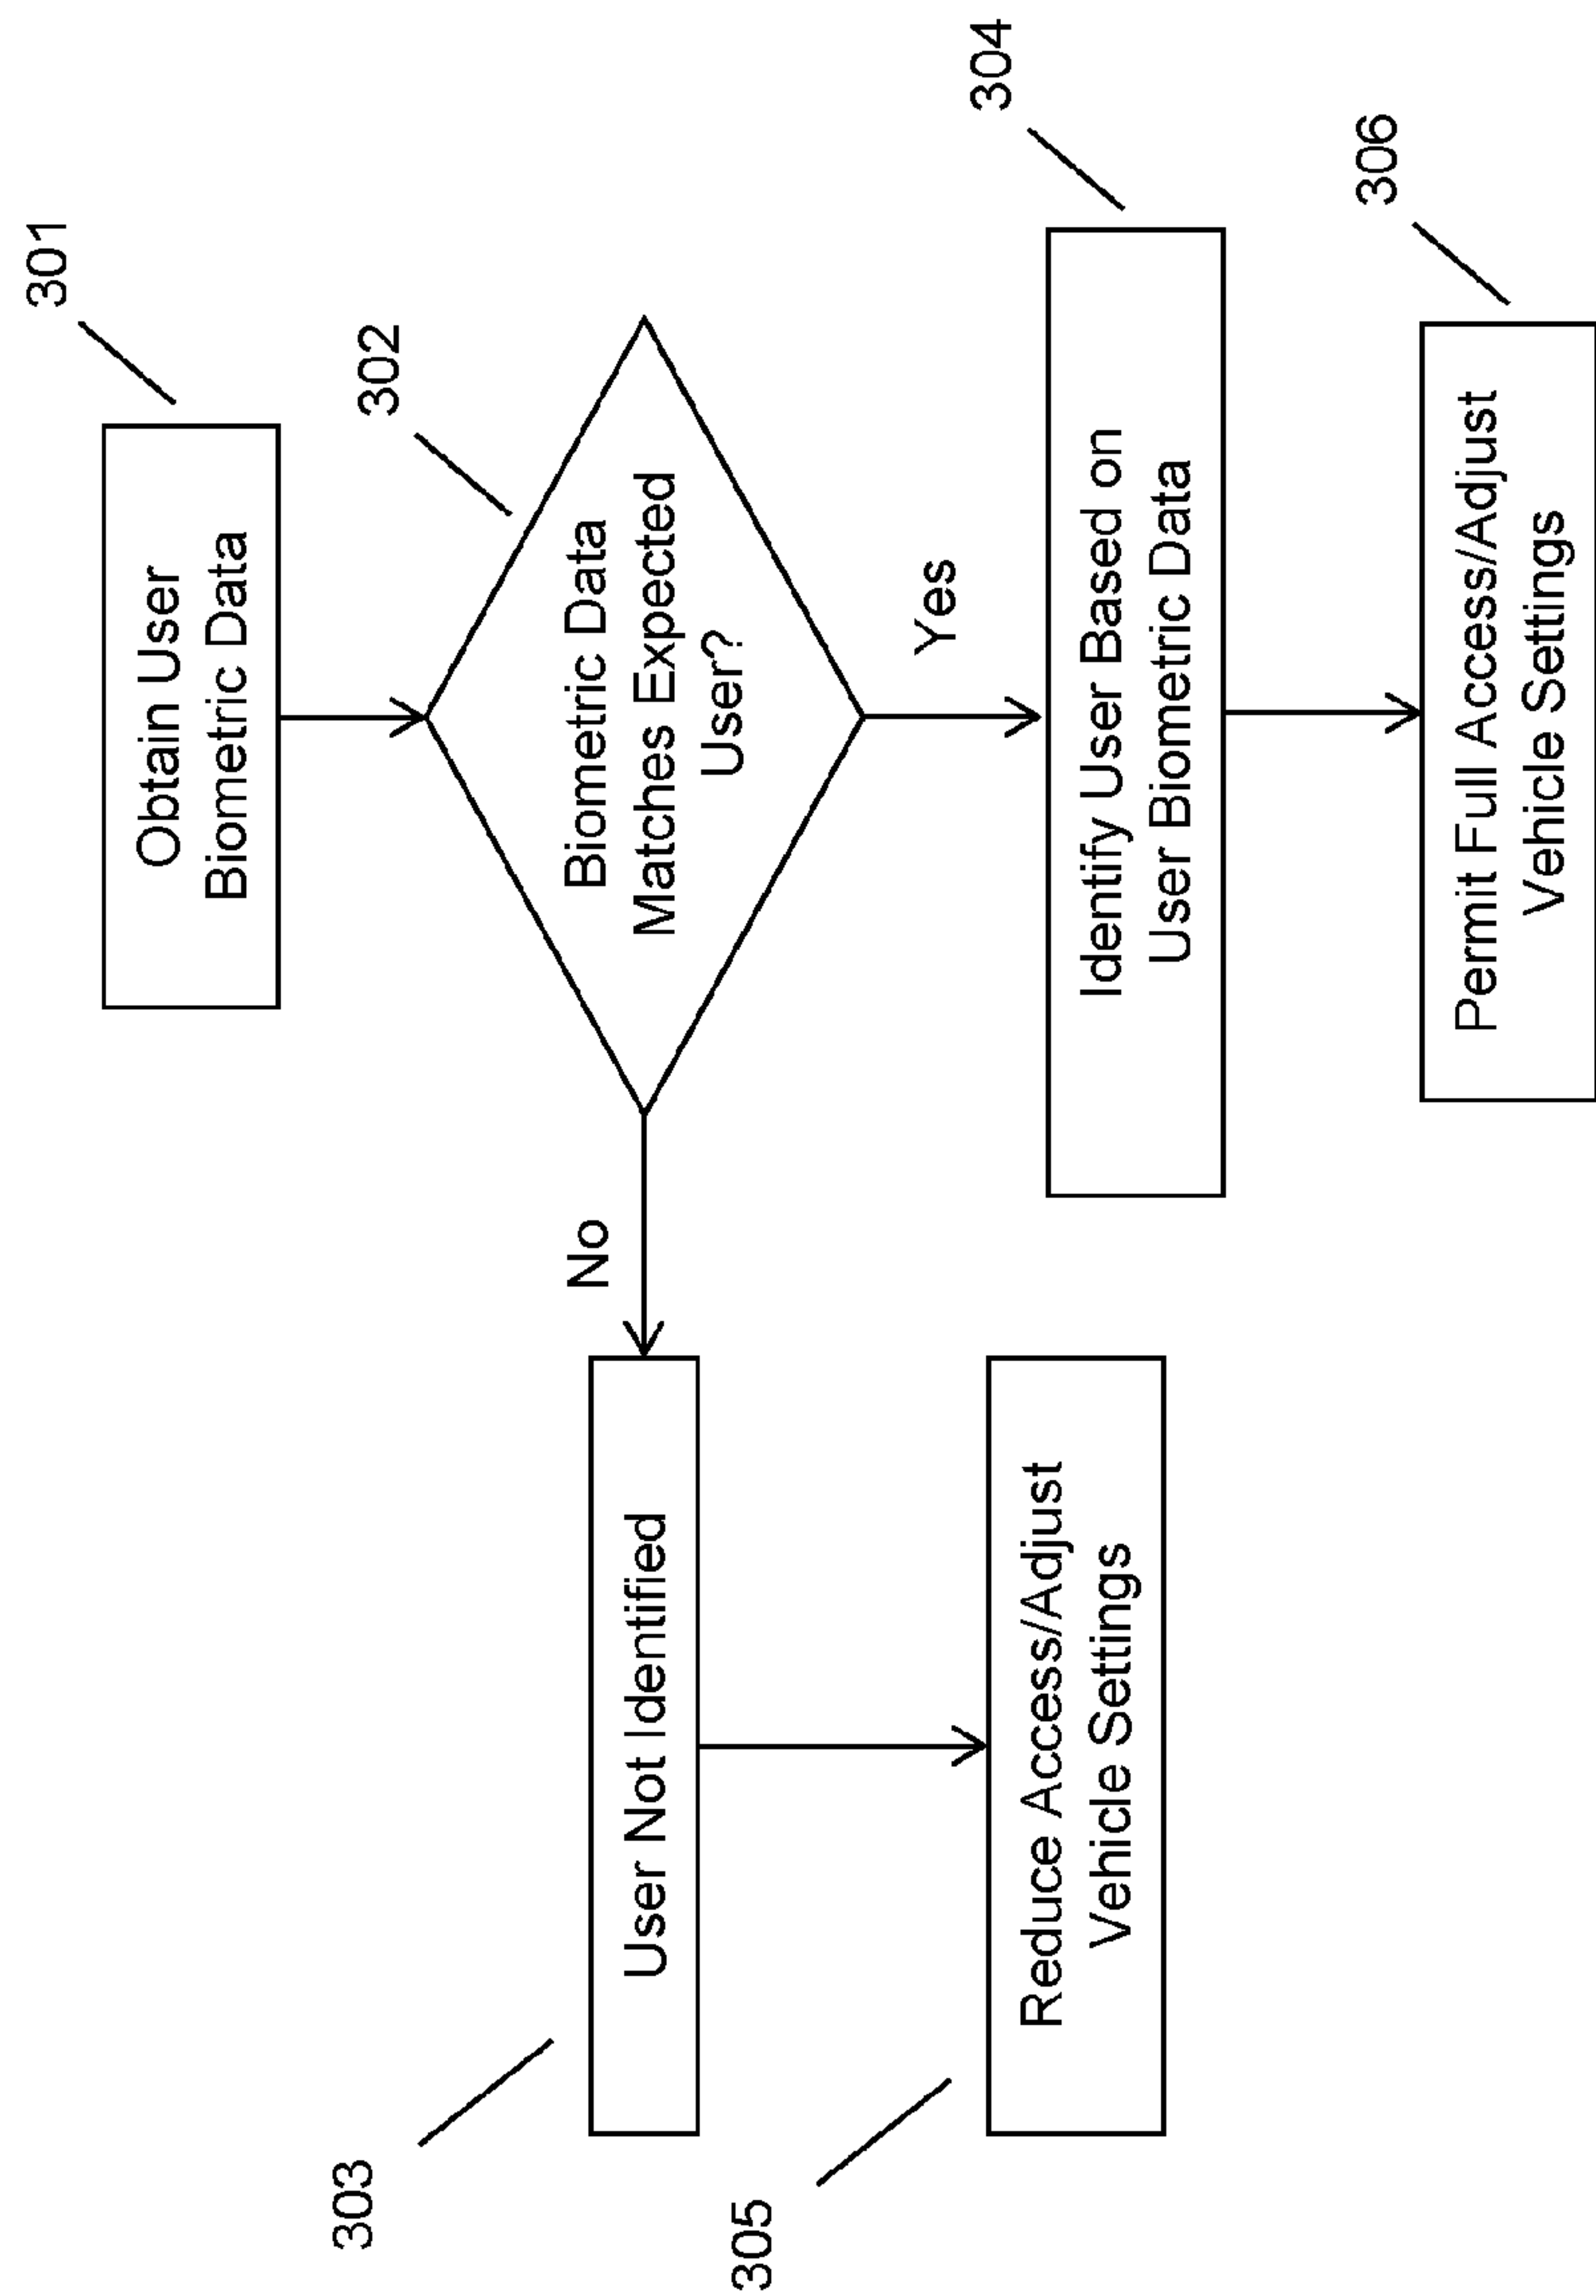 301
Obtain User
Biometric Data
302
Biometric Data
Matches Expected
User?
No
Yes
303
User Not Identified
304
Identify User Based on
User Biometric Data
305
Reduce Access/Adjust
Vehicle Settings
306
Permit Full Access/Adjust
Vehicle Settings